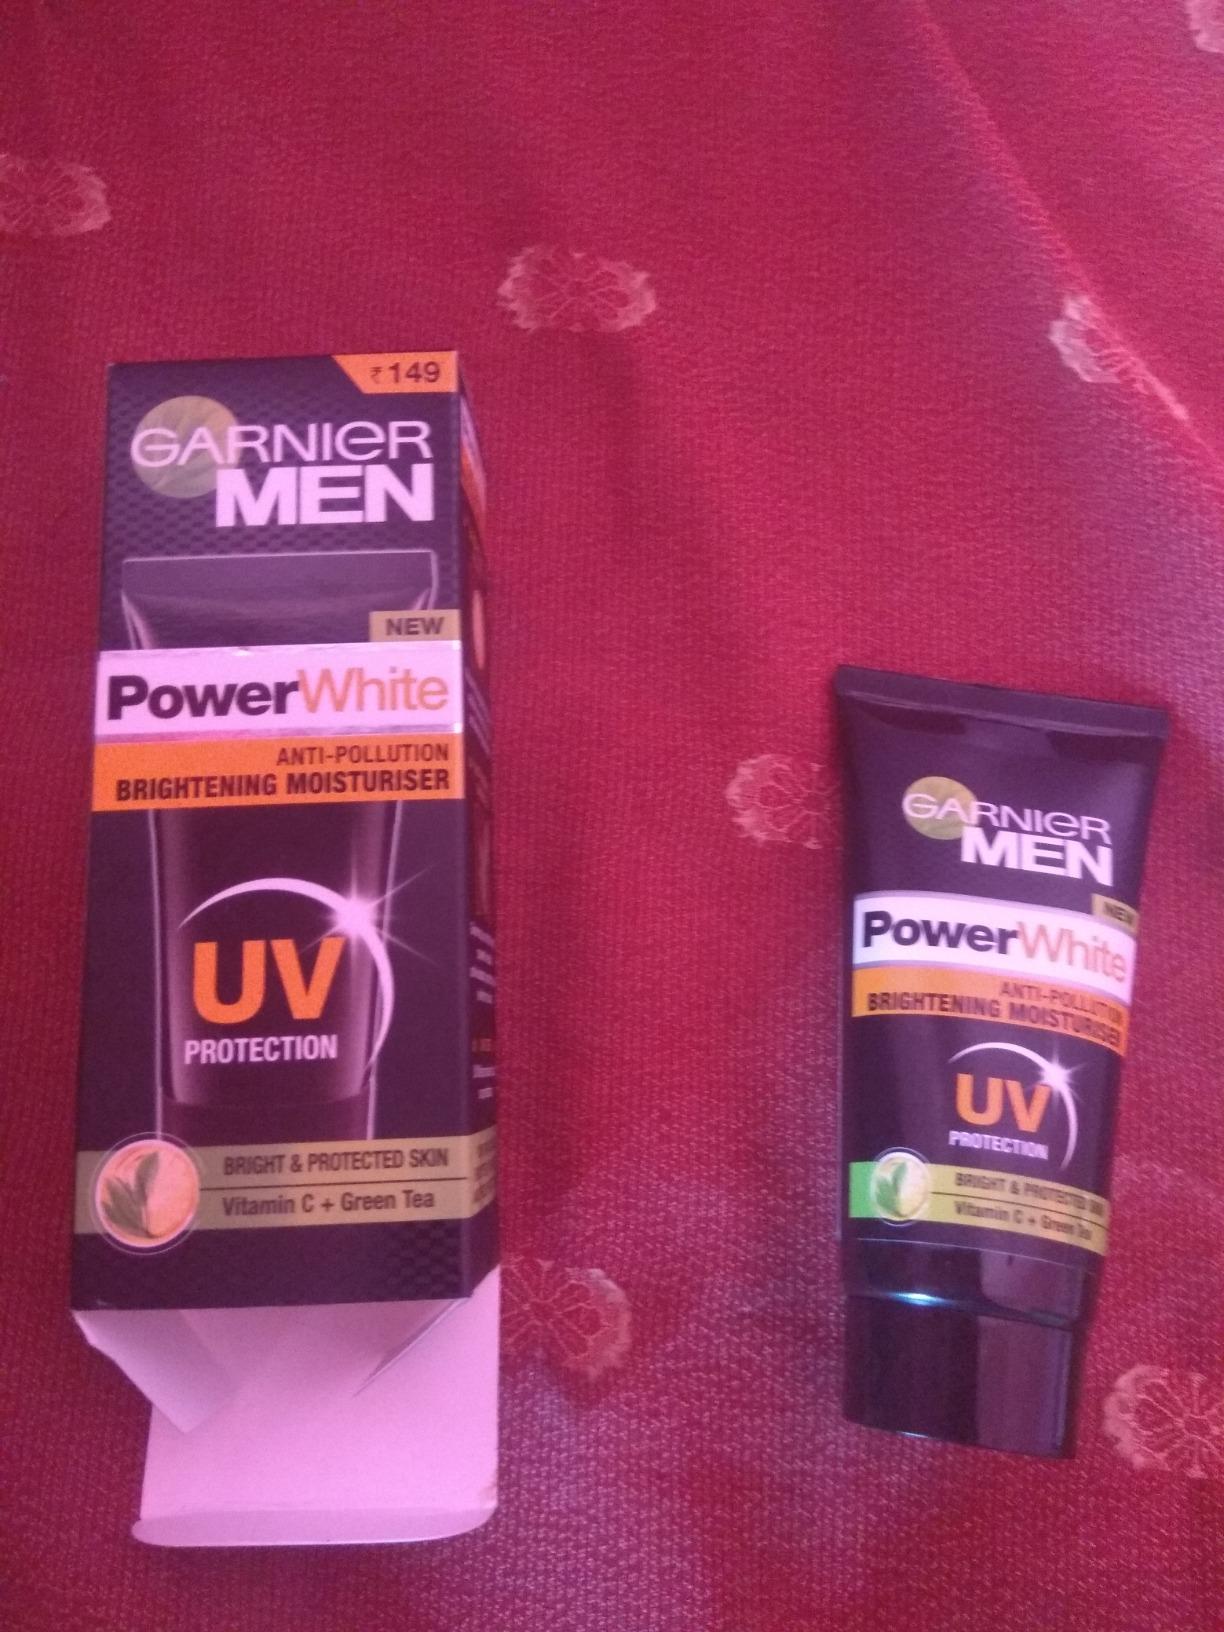 ₹149
GARNIER
MEN
NEW
PowerWhite
ANTI-POLLUTION
BRIGHTENING MOISTURISER
UV
PROTECTION
BRIGHT & PROTECTED SKIN
Vitamin C + Green Tea
GARNIER
MEN
NEW
PowerWhite
ANTI-POLLUTION
BRIGHTENING MOISTURISER
UV
PROTECTION
BRIGHT & PROTECTED SKIN
Vitamin C + Green Tea